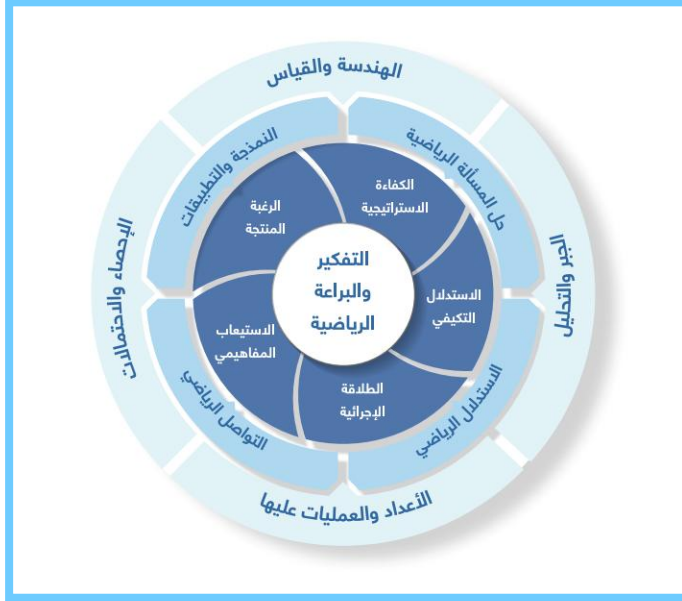 الهندسة والقياس
النمذجة والتطبيقات
حل المسألة الرياضية
الكفاءة
الاستراتيجية
الرغبة
المنتجة
التفكير
والبراعة
الرياضية
الاستدلال
التكيفي
الاستيعاب
المفاهيمي
الطلاقة
الإجرائية
الجبر والتحليل
الإحصاء والاحتمالات
الاستدلال الرياضي
التواصل الرياضي
الأعداد والعمليات عليها